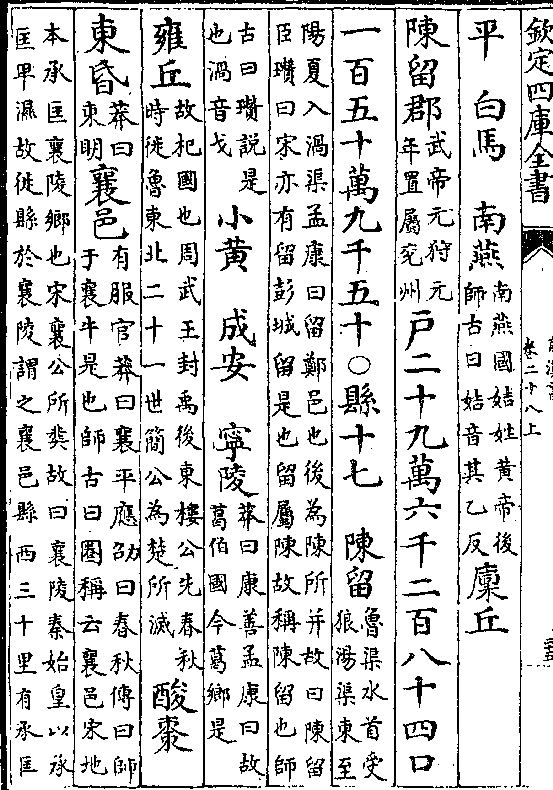 欽定四庫全書
卷二十八上
平 白馬 南燕 南燕國姞姓黄帝後師古曰姞音其乙反 廩丘
陳留郡 武帝元狩元年置屬兖州 户二十九萬六千二百八十四口
一百五十萬九千五十○縣十七 陳留 魯渠水首受狼湯渠東至
陽夏入渦渠孟康曰留鄭邑也後為陳所并故曰陳留
臣瓚曰宋亦有留彭城留是也留屬陳故稱陳留也師
古曰瓚說是也渦音戈 小黄 成安 寧陵 莽曰康善孟康曰故葛伯國今葛鄉是
雍丘 故杞國也周武王封禹後東樓公先春秋時徙魯東北二十一世簡公為楚所滅 酸棗
東昏 莽曰東明 襄邑 有服官莽曰襄平應劭曰春秋傳曰師于襄牛是也師古曰圈稱云襄邑宋地
本承匡襄陵鄉也宋襄公所葬故曰襄陵秦始皇以承
匡卑濕故徙縣於襄陵謂之襄邑縣西三十里有承匡